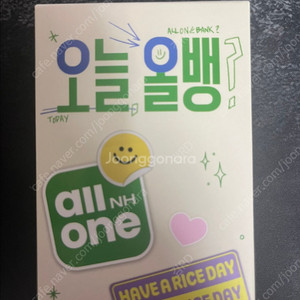 ALL ONE BANK?
오늘, 올뱅?
TODAY
Joonggonara
all NH
one
HAVE A RICE DAY